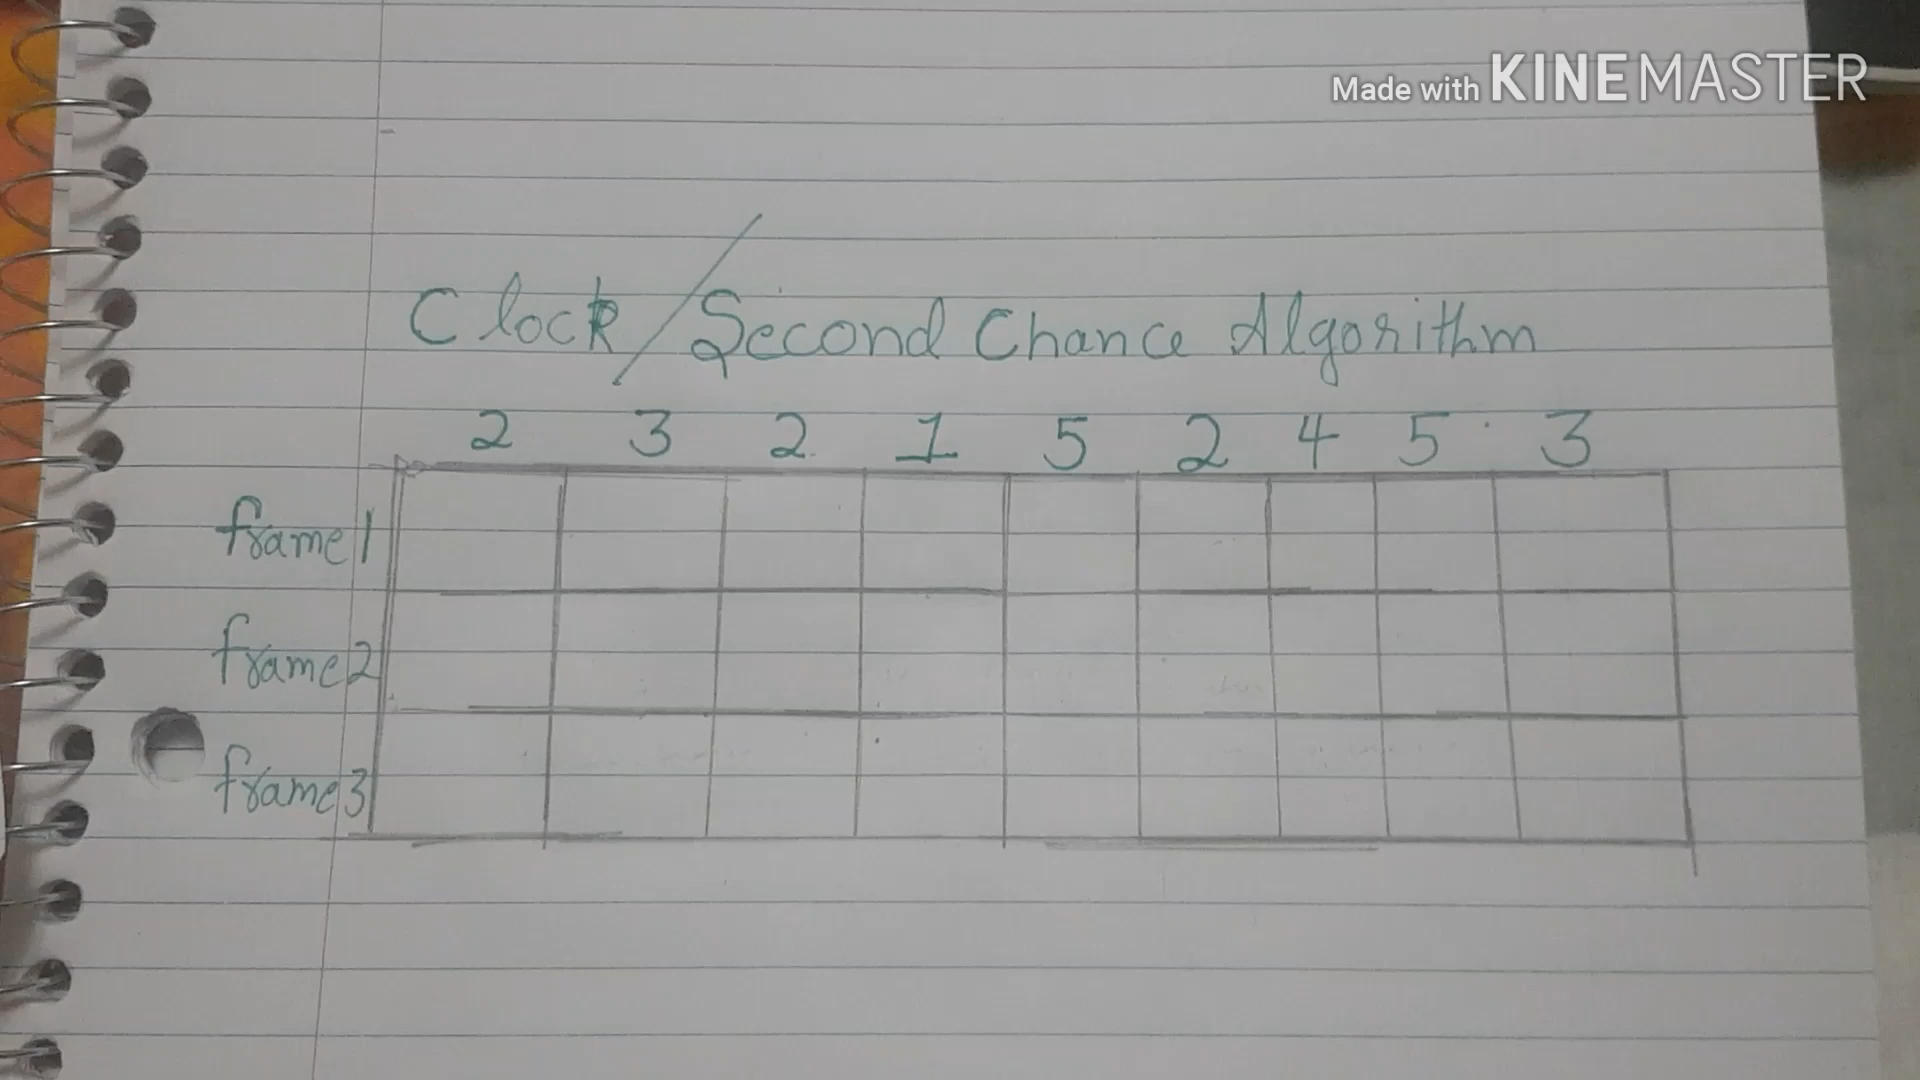 Made with KINEMASTER
Clock/Second Chance Algorithm
2 3 2 1 5 2 4 5 3
frame1
frame2
frame3